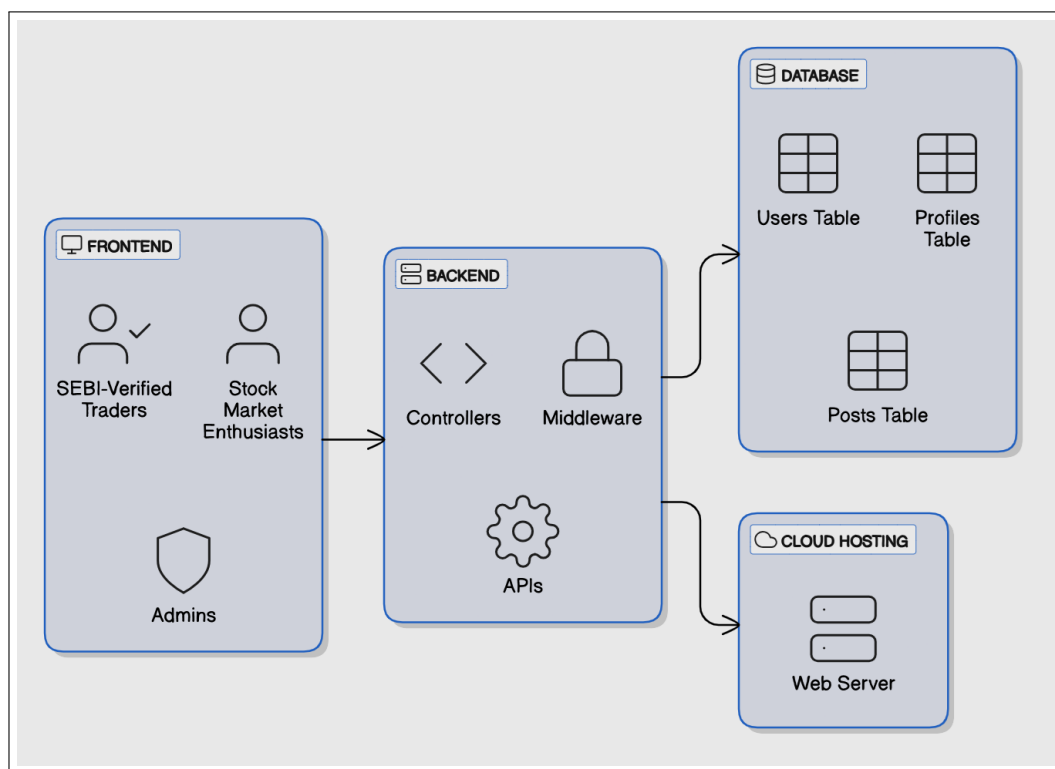 FRONTEND
SEBI-Verified
Traders
Stock
Market
Enthusiasts
Admins
BACKEND
Controllers
Middleware
APIs
DATABASE
Users Table
Profiles
Table
Posts Table
CLOUD HOSTING
Web Server